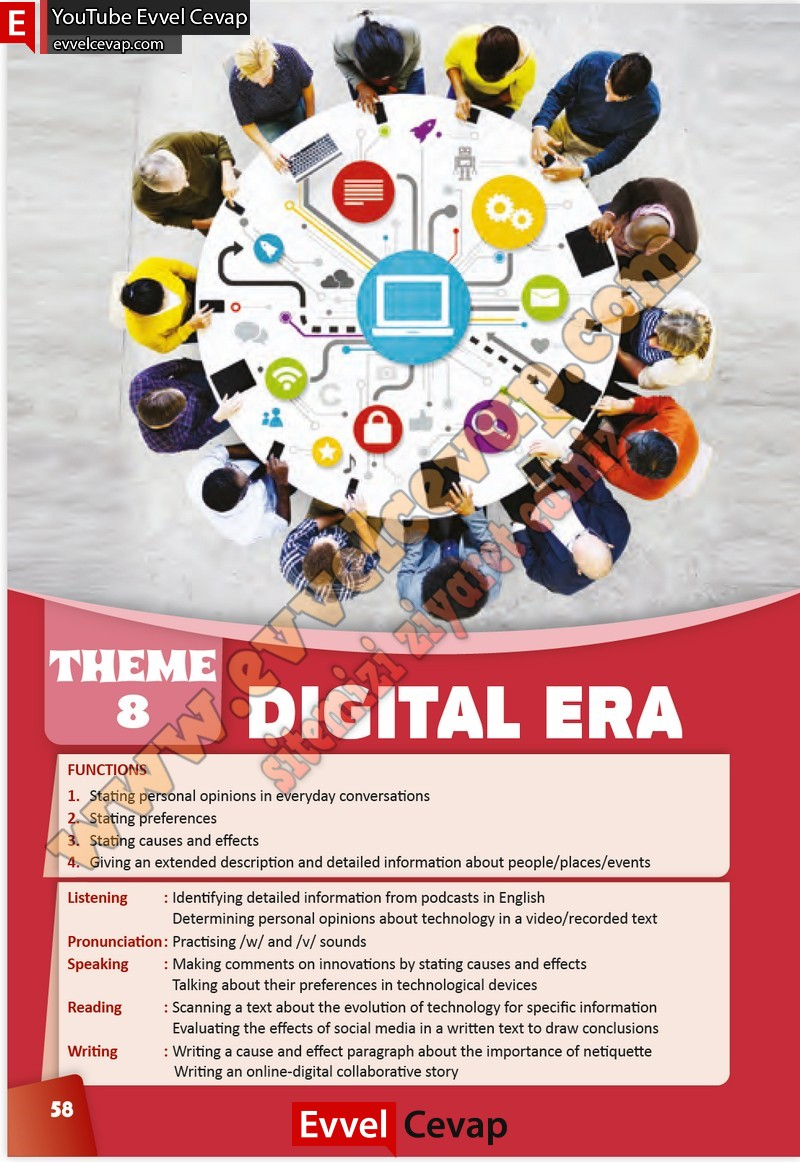 E YouTube Evvel Cevap
evvelcevap.com
www.evvelcevap.com
sitemizi ziyaret ediniz
THEME
8
DIGITAL ERA
FUNCTIONS
1. Stating personal opinions in everyday conversations
2. Stating preferences
3. Stating causes and effects
4. Giving an extended description and detailed information about people/places/events
Listening : Identifying detailed information from podcasts in English
Determining personal opinions about technology in a video/recorded text
Pronunciation : Practising /w/ and /v/ sounds
Speaking : Making comments on innovations by stating causes and effects
Talking about their preferences in technological devices
Reading : Scanning a text about the evolution of technology for specific information
Evaluating the effects of social media in a written text to draw conclusions
Writing : Writing a cause and effect paragraph about the importance of netiquette
Writing an online-digital collaborative story
58
Evvel Cevap